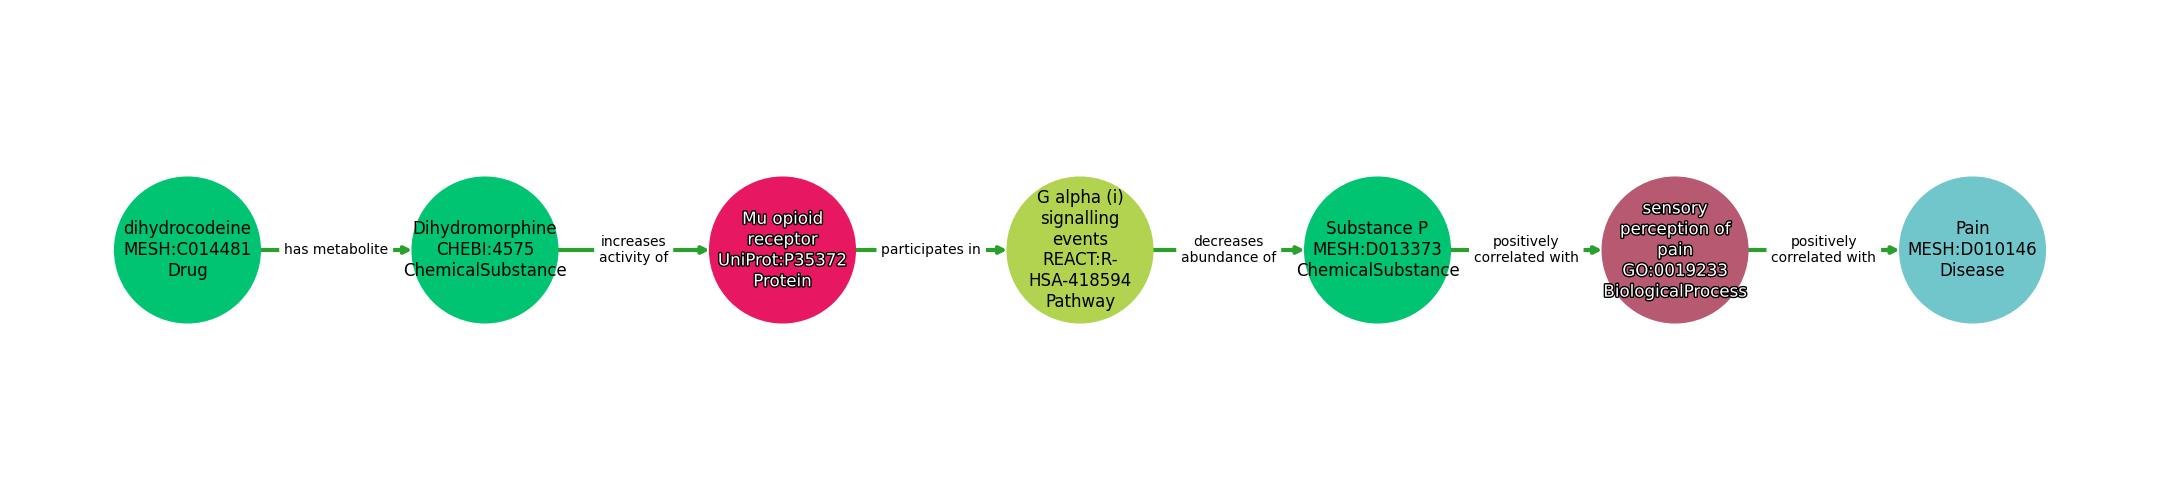 dihydrocodeine
MESH:C014481
Drug
has metabolite
Dihydromorphine
CHEBI:4575
ChemicalSubstance
increases
activity of
Mu opioid
receptor
UniProt:P35372
Protein
participates in
G alpha (i)
signalling
events
REACT:R-
HSA-418594
Pathway
decreases
abundance of
Substance P
MESH:D013373
ChemicalSubstance
positively
correlated with
sensory
perception of
pain
GO:0019233
BiologicalProcess
positively
correlated with
Pain
MESH:D010146
Disease